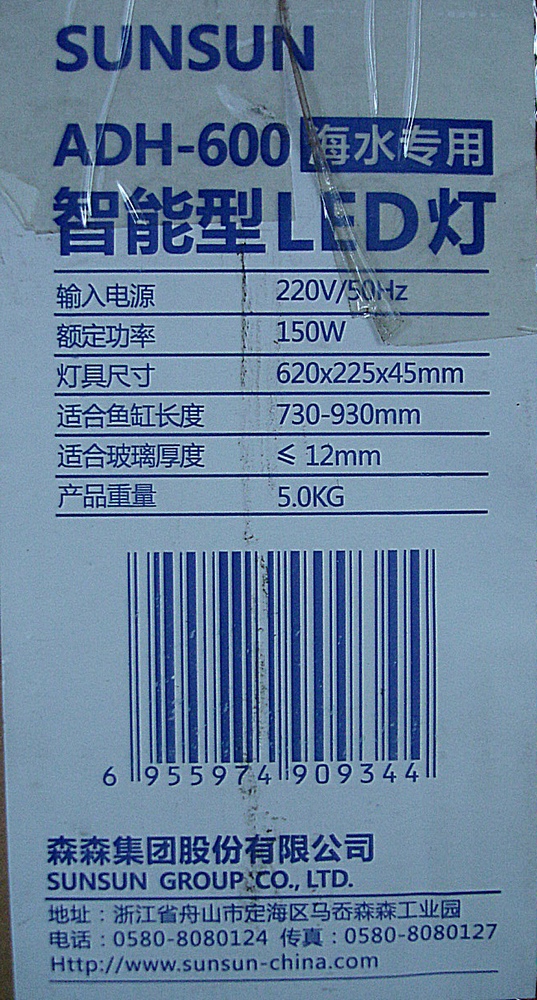 SUNSUN
ADH-600 海水专用
智能型LED灯
输入电源 220V/50Hz
额定功率 150W
灯具尺寸 620x225x45mm
适合鱼缸长度 730-930mm
适合玻璃厚度 ≤ 12mm
产品重量 5.0KG
6 955974 909344
森森集团股份有限公司
SUNSUN GROUP CO., LTD.
地址：浙江省舟山市定海区马岙森森工业园
电话：0580-8080124 传真：0580-8080127
Http://www.sunsun-china.com